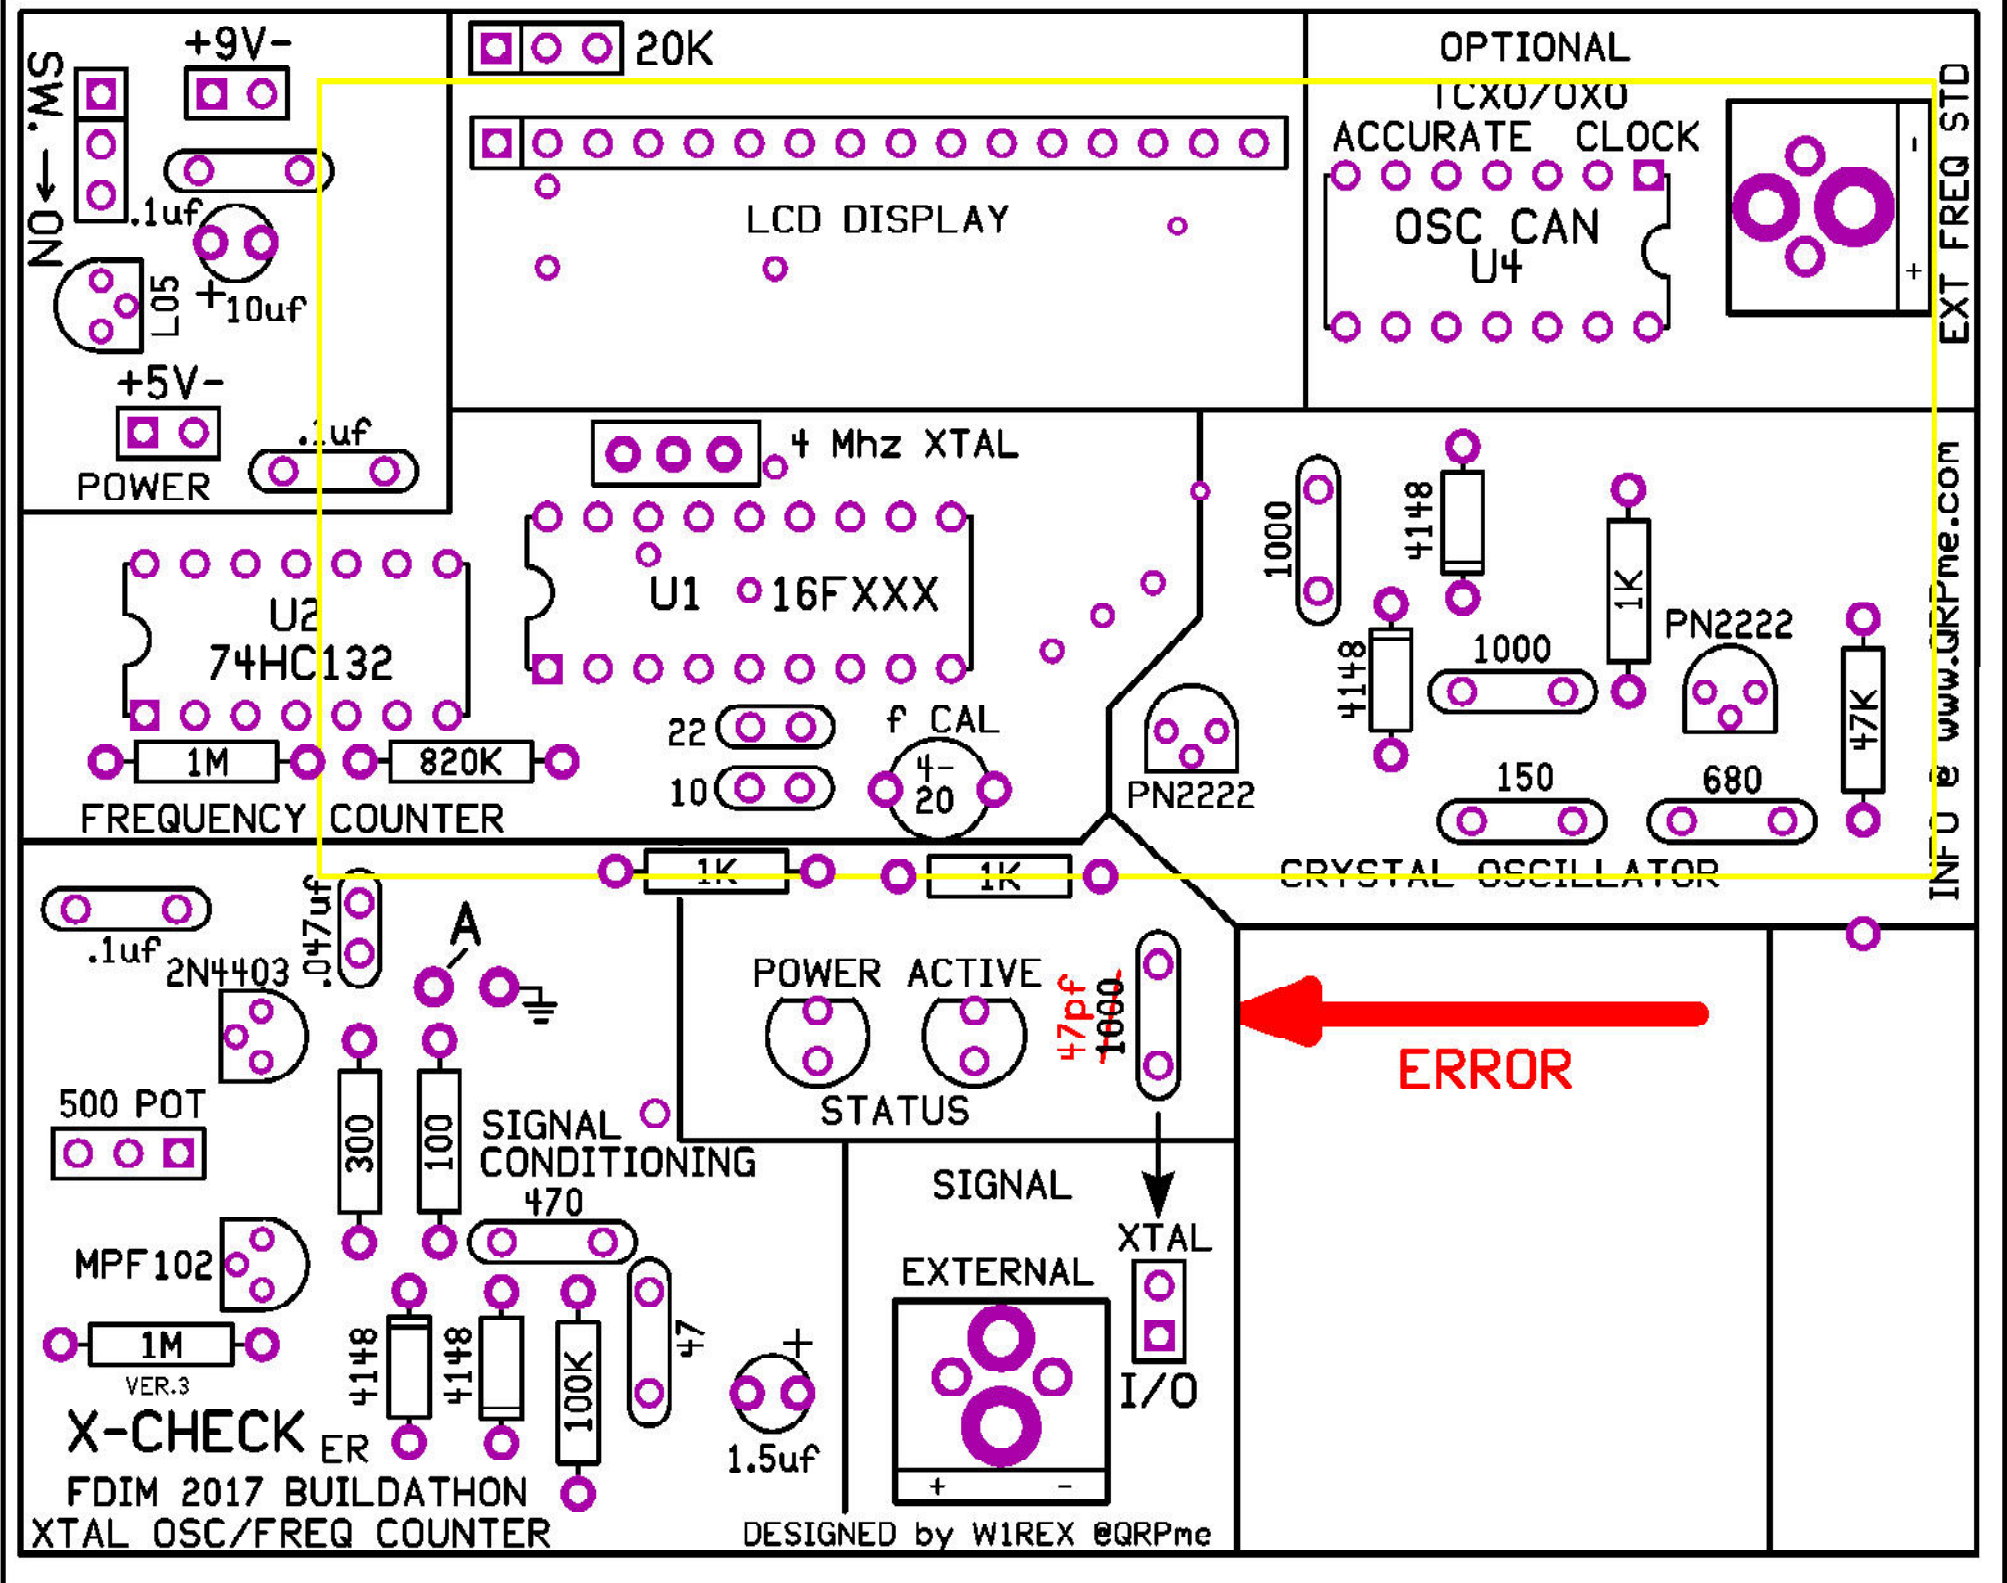 +9V-
SW.
ON
.1uf
L05
+
10uf
+5V-
.1uf
POWER
20K
LCD DISPLAY
OPTIONAL
TCXO/OXO
ACCURATE CLOCK
OSC CAN
U4
-
+
EXT FREQ STD
4 Mhz XTAL
U1 16FXXX
U2
74HC132
1M
820K
FREQUENCY COUNTER
22
10
f CAL
4-
20
PN2222
1000
4148
4148
1000
1K
PN2222
47K
150
680
CRYSTAL OSCILLATOR
INFO @ www.QRPme.com
1K
1K
.1uf
.047uf
A
2N4403
500 POT
300
100
SIGNAL
CONDITIONING
470
MPF102
1M
VER.3
4148
4148
100K
47
+
1.5uf
X-CHECK ER
FDIM 2017 BUILDATHON
XTAL OSC/FREQ COUNTER
POWER ACTIVE
STATUS
47pf
1000
ERROR
SIGNAL
XTAL
EXTERNAL
I/O
+ -
DESIGNED by W1REX @QRPme